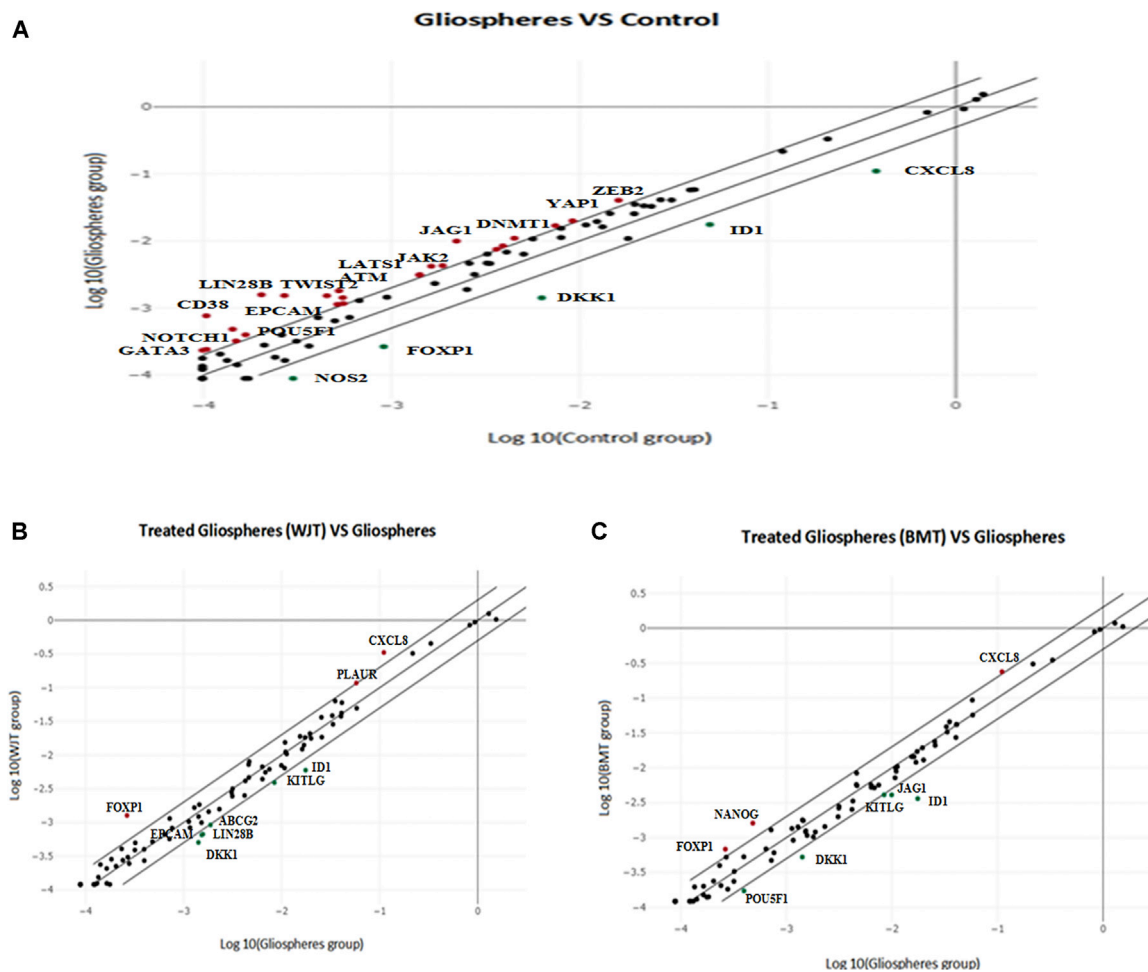 A
Gliospheres VS Control
0
−1
−2
−3
−4
Log 10(Gliospheres group)
CXCL8
ZEB2
YAP1
DNMT1
JAG1
ID1
JAK2
LATS1
ATM
LIN28B TWIST2
DKK1
CD38
EPCAM
POU5F1
NOTCH1
FOXP1
GATA3
NOS2
−4
−3
−2
−1
0
Log 10(Control group)
B
Treated Gliospheres (WJT) VS Gliospheres
0.5
0
−0.5
−1
−1.5
−2
−2.5
−3
−3.5
−4
Log 10(WJT group)
CXCL8
PLAUR
ID1
KITLG
FOXP1
ABCG2
EPCAM
LIN28B
DKK1
−4
−3
−2
−1
0
Log 10(Gliospheres group)
C
Treated Gliospheres (BMT) VS Gliospheres
0.5
0
−0.5
−1
−1.5
−2
−2.5
−3
−3.5
−4
Log 10(BMT group)
CXCL8
JAG1
ID1
KITLG
NANOG
FOXP1
DKK1
POU5F1
−4
−3
−2
−1
0
Log 10(Gliospheres group)